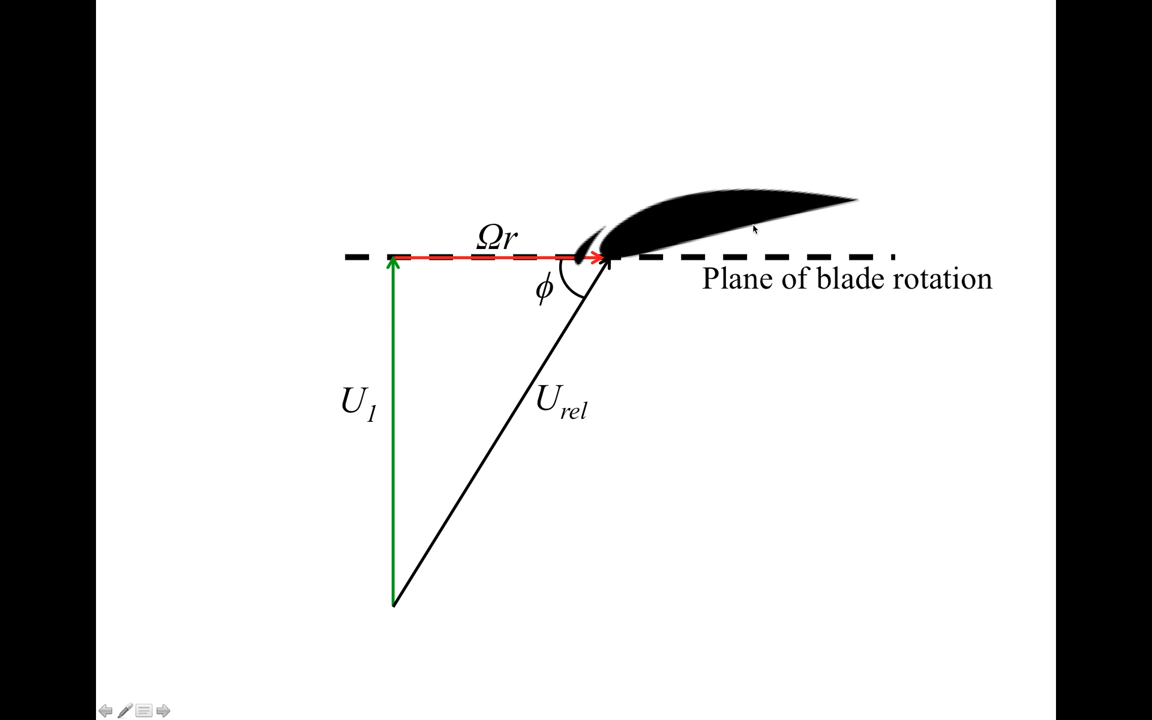 Ωr
Plane of blade rotation
ϕ
U₁
Uᵣₑₗ